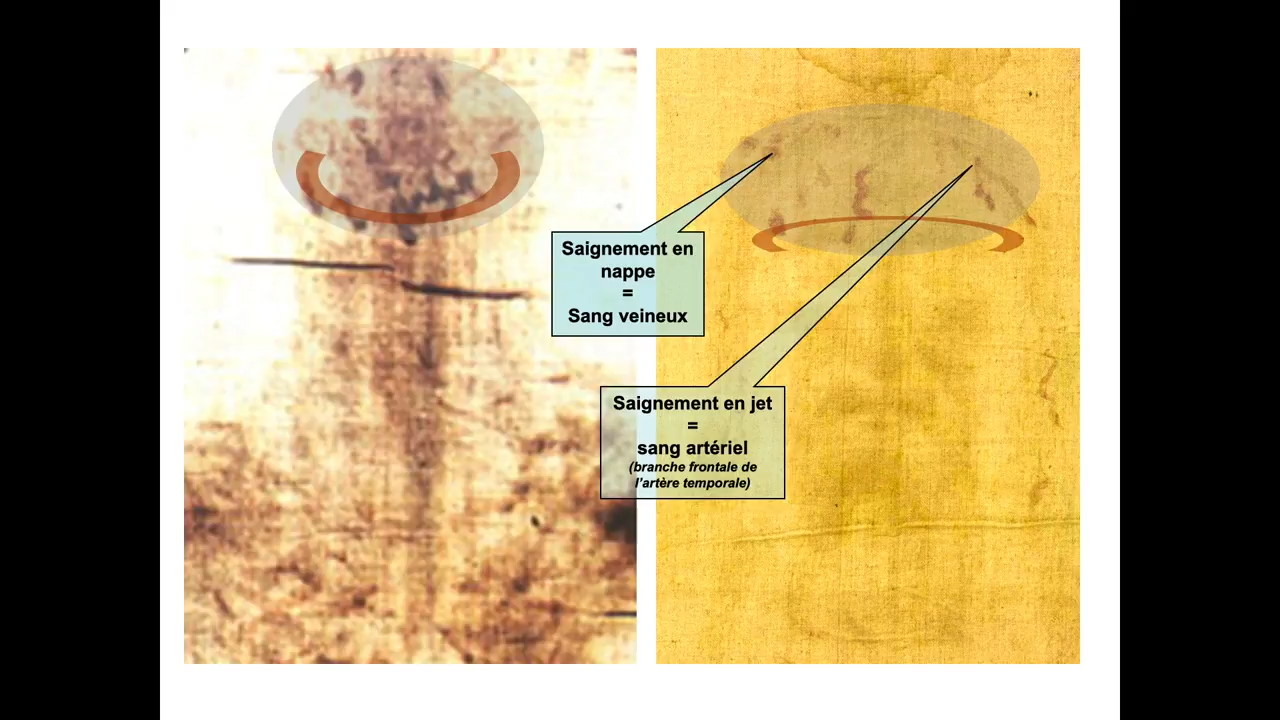 Saignement en
nappe
=
Sang veineux
Saignement en jet
=
sang artériel
(branche frontale de
l'artère temporale)